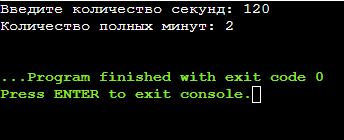 Введите количество секунд: 120
Количество полных минут: 2
...Program finished with exit code 0
Press ENTER to exit console.